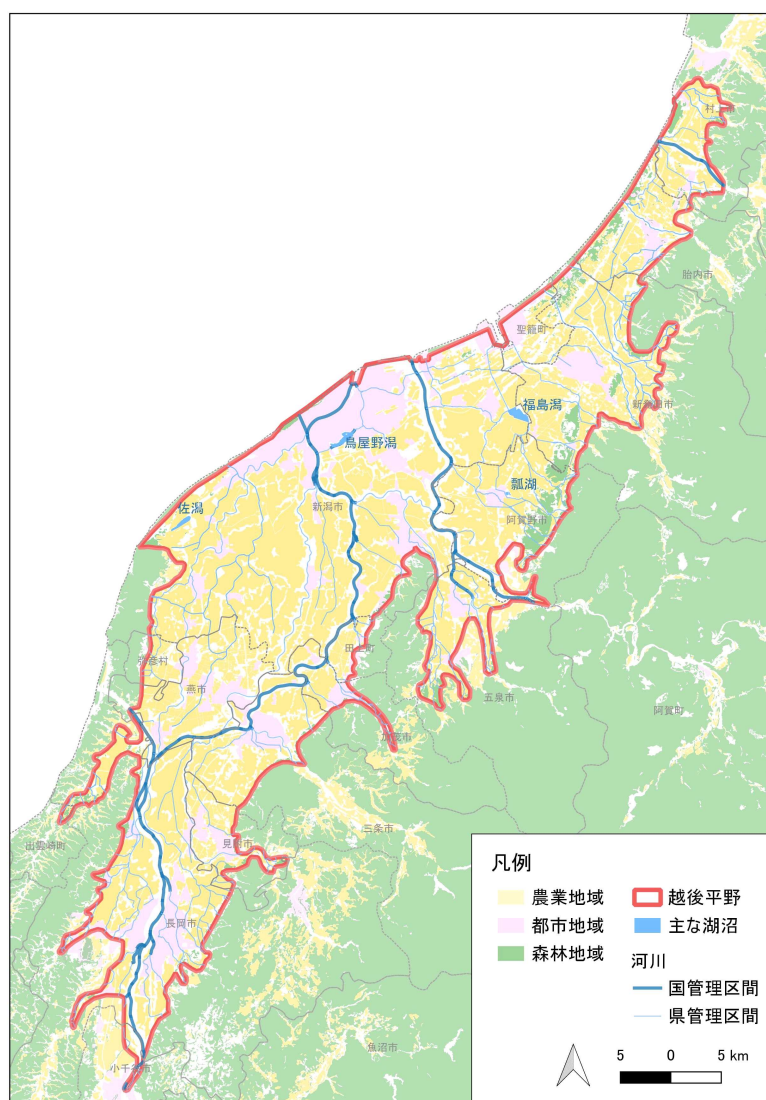 村上市
胎内市
聖籠町
福島潟
新発田市
鳥屋野潟
瓢湖
佐潟
新潟市
阿賀野市
田上町
弥彦村
燕市
五泉市
阿賀町
加茂市
三条市
出雲崎町
見附市
長岡市
魚沼市
小千谷市
凡例
農業地域
都市地域
森林地域
越後平野
主な湖沼
河川
国管理区間
県管理区間
5 0 5 km